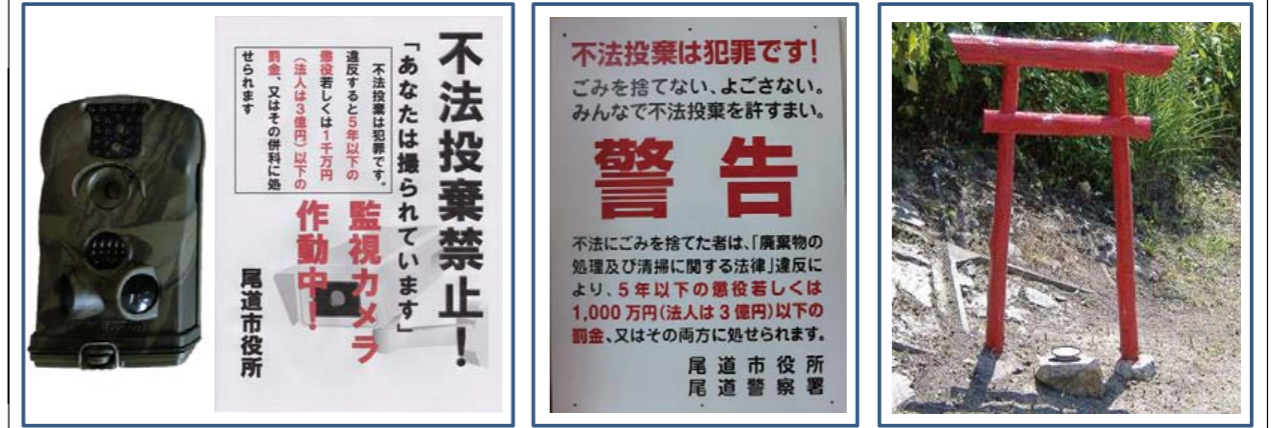 不法投棄禁止！
「あなたは撮られています」
不法投棄は犯罪です。
違反すると5年以下の
懲役若しくは1千万円
（法人は3億円）以下の
罰金、又はその併科に処
せられます
監視カメラ
作動中！
尾道市役所
不法投棄は犯罪です！
ごみを捨てない、よごさない。
みんなで不法投棄を許すまい。
警告
不法にごみを捨てた者は、「廃棄物の
処理及び清掃に関する法律」違反に
より、5年以下の懲役若しくは
1,000万円（法人は3億円）以下の
罰金、又はその両方に処せられます。
尾道市役所
尾道警察署